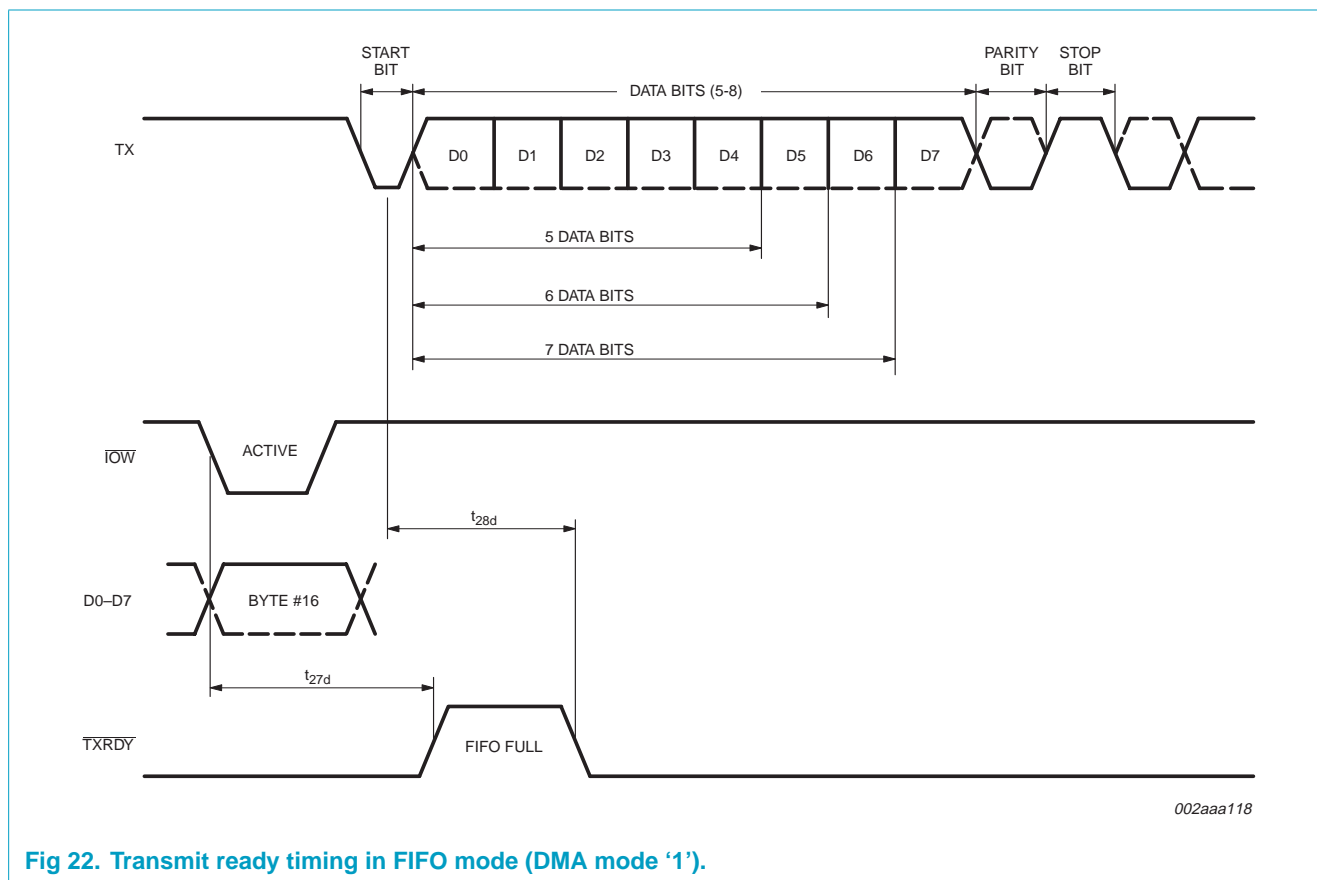 START
BIT
DATA BITS (5-8)
PARITY
BIT
STOP
BIT
TX
D0
D1
D2
D3
D4
D5
D6
D7
5 DATA BITS
6 DATA BITS
7 DATA BITS
IOW
ACTIVE
t28d
D0–D7
BYTE #16
t27d
TXRDY
FIFO FULL
002aaa118
Fig 22. Transmit ready timing in FIFO mode (DMA mode ‘1’).